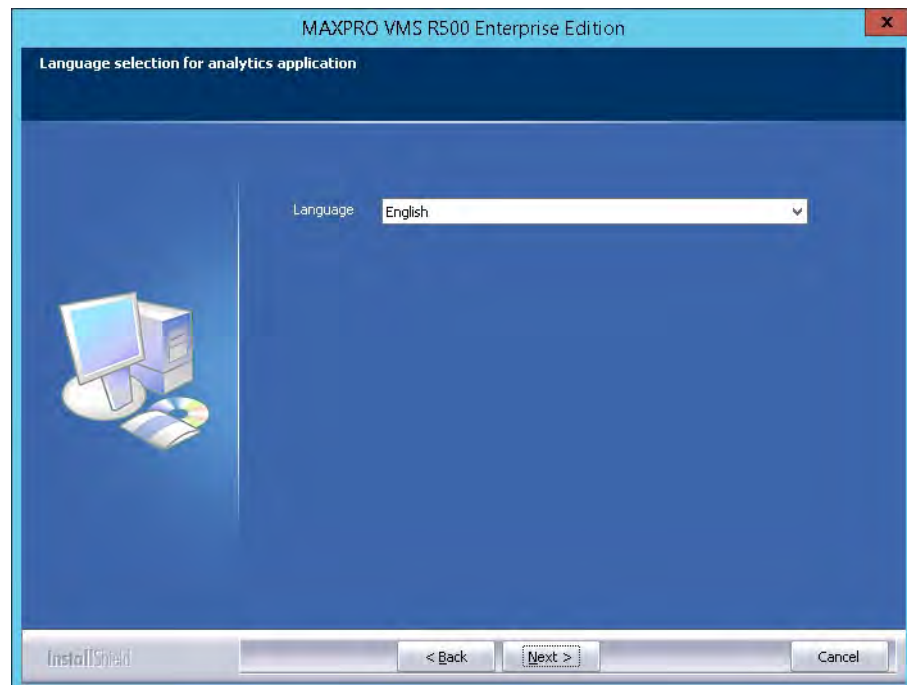 MAXPRO VMS R500 Enterprise Edition
x
Language selection for analytics application
Language English
InstallShield
< Back Next > Cancel